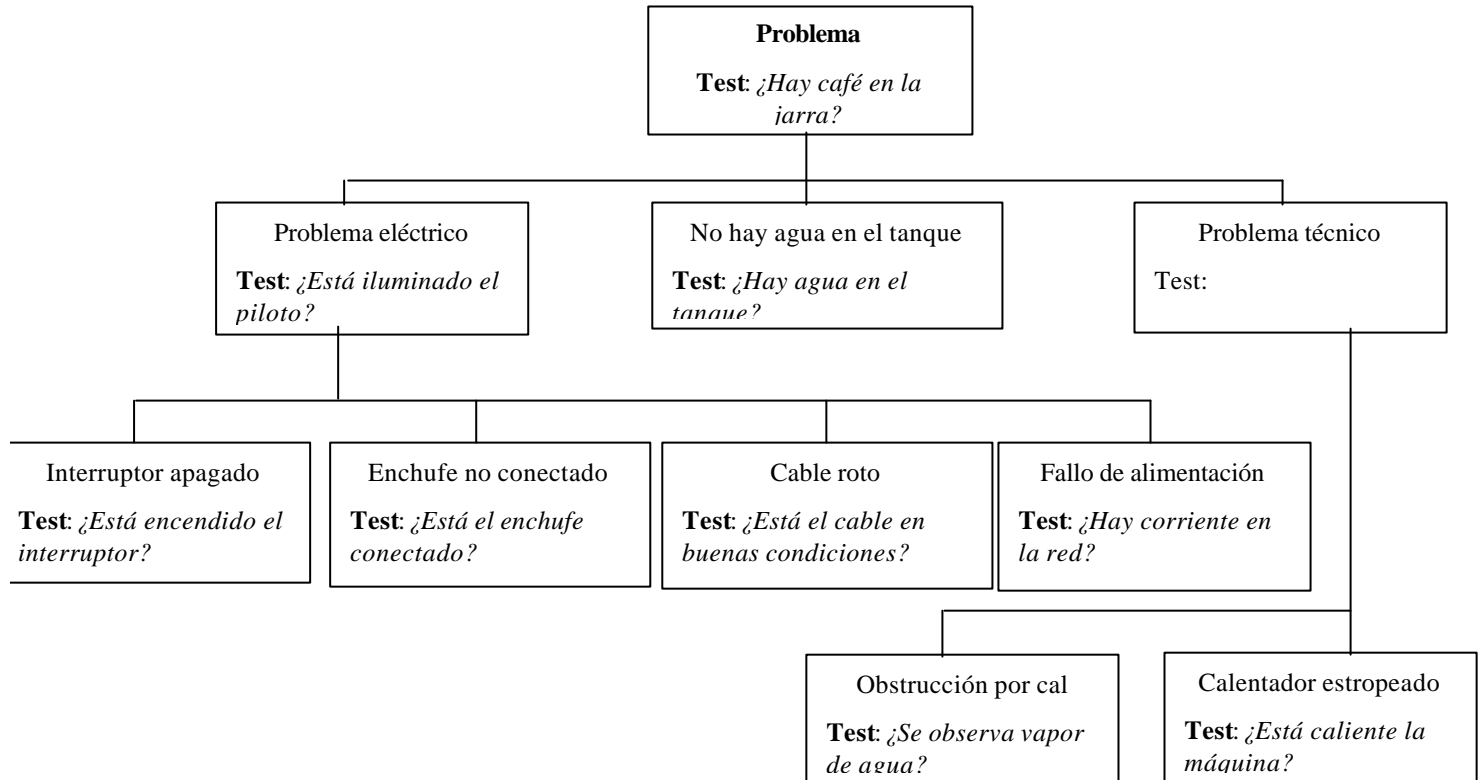 Problema
Test: ¿Hay café en la
jarra?
Problema eléctrico
Test: ¿Está iluminado el
piloto?
No hay agua en el tanque
Test: ¿Hay agua en el
tanque?
Problema técnico
Test:
Interruptor apagado
Test: ¿Está encendido el
interruptor?
Enchufe no conectado
Test: ¿Está el enchufe
conectado?
Cable roto
Test: ¿Está el cable en
buenas condiciones?
Fallo de alimentación
Test: ¿Hay corriente en
la red?
Obstrucción por cal
Test: ¿Se observa vapor
de agua?
Calentador estropeado
Test: ¿Está caliente la
máquina?